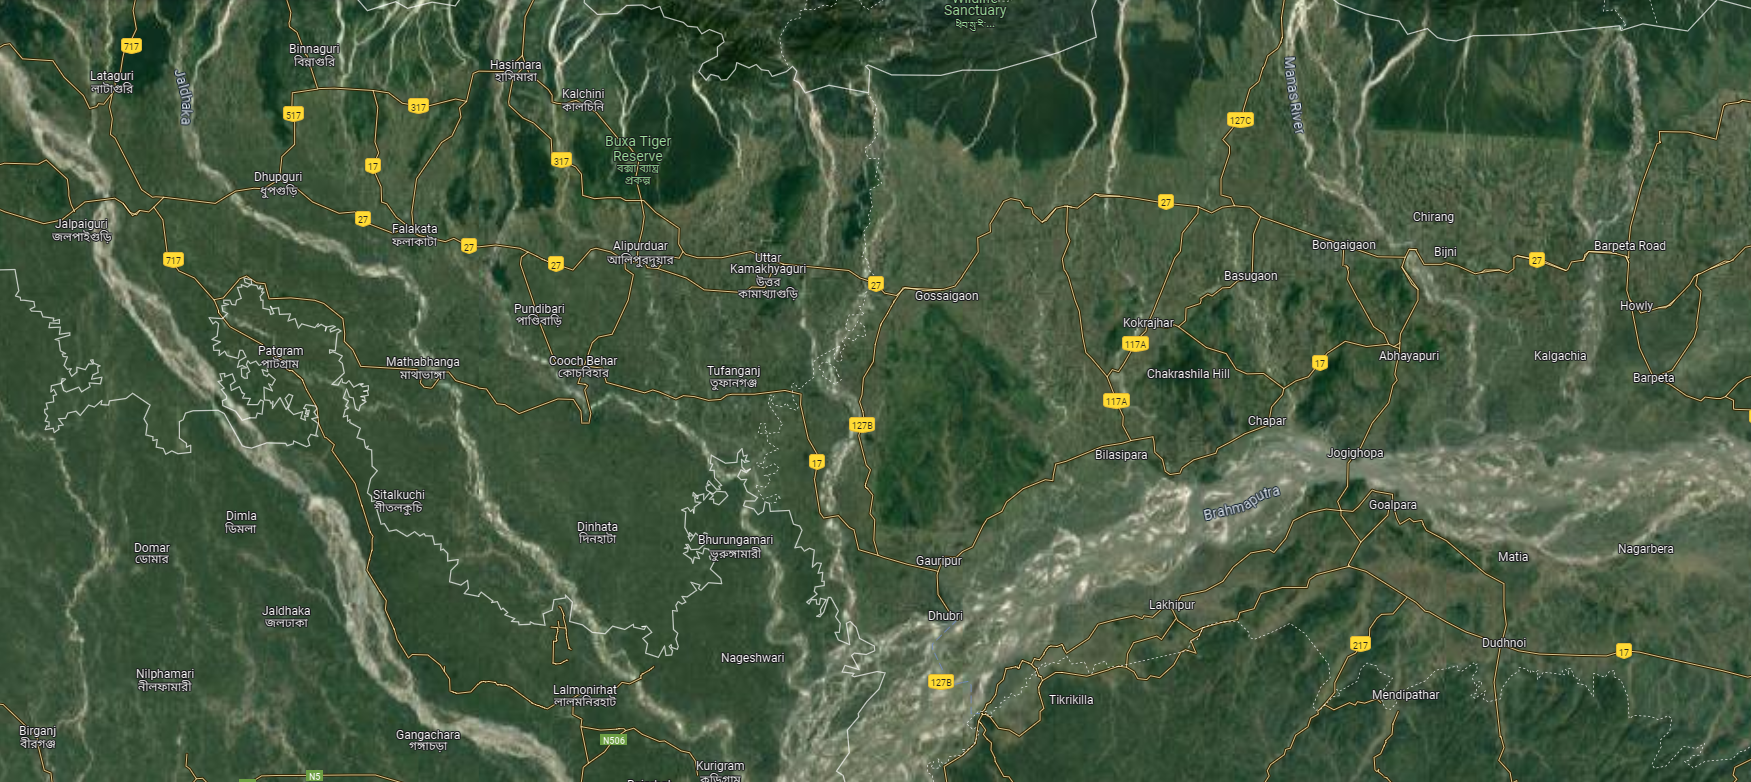 Sanctuary
717
Binnaguri
বিন্নাগুরি
Lataguri
লাটাগুরি
Jaldhaka
Hasimara
হাসিমারা
Kalchini
কালচিনি
517
317
127C
Manas River
Buxa Tiger
Reserve
বক্সা ব্যাঘ্র
প্রকল্প
317
17
Dhupguri
ধুপগুড়ি
27
27
Jalpaiguri
জলপাইগুড়ি
Falakata
ফালাকাটা
27
Chirang
717
27
Alipurduar
আলিপুরদুয়ার
Uttar
Kamakhyaguri
উত্তর
কামাখ্যাগুড়ি
27
Bongaigaon
Bijni
27
Barpeta Road
Basugaon
Gossaigaon
Pundibari
পাণ্ডিবাড়ি
Howly
Kokrajhar
117A
Patgram
পাটগ্রাম
Mathabhanga
মাথাভাঙ্গা
Cooch Behar
কোচবিহার
Tufanganj
তুফানগঞ্জ
17
Abhayapuri
Kalgachia
Chakrashila Hill
Barpeta
117A
127B
Chapar
17
Bilasipara
Jogighopa
Sitalkuchi
শীতলকুচি
Brahmaputra
Goalpara
Dimla
ডিমলা
Dinhata
দিনহাটা
Bhurungamari
ভুরুঙ্গামারী
Domar
ডোমার
Gauripur
Matia
Nagarbera
Jaldhaka
জলঢাকা
Dhubri
Lakhipur
217
Dudhnoi
17
Nageshwari
Nilphamari
নীলফামারী
Lalmonirhat
লালমনিরহাট
127B
Tikrikilla
Mendipathar
Birganj
বীরগঞ্জ
Gangachara
গঙ্গাচড়া
N506
Kurigram
কুড়িগ্রাম
N5